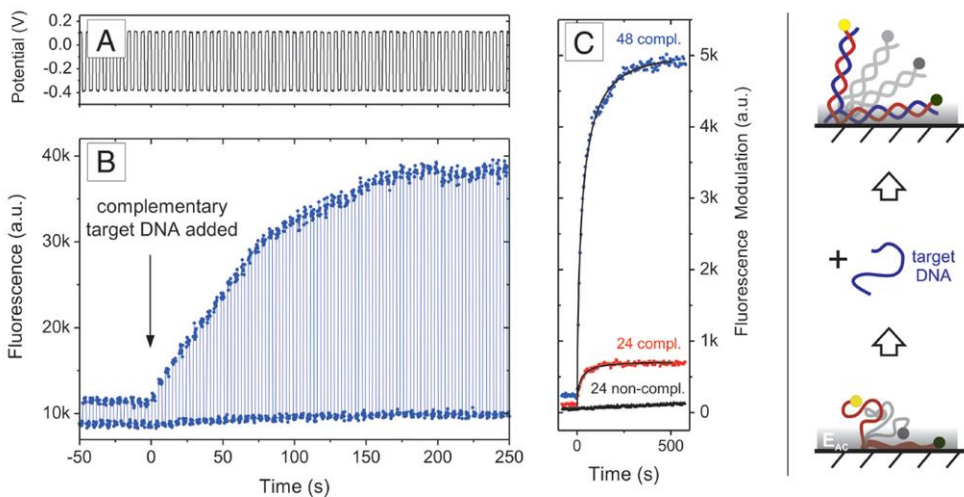 A
Potential (V)
0.2
0.0
-0.2
-0.4
B
Fluorescence (a.u.)
40k
30k
20k
10k
complementary
target DNA added
-50 0 50 100 150 200 250
Time (s)
C
48 compl.
24 compl.
24 non-compl.
5k
4k
3k
2k
1k
0
Fluorescence Modulation (a.u.)
0 500
Time (s)
+ target
DNA
E AC